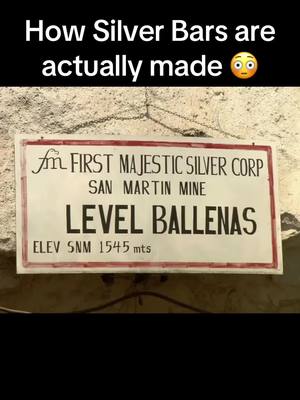 How Silver Bars are
actually made 😳
fm FIRST MAJESTIC SILVER CORP
SAN MARTIN MINE
LEVEL BALLENAS
ELEV SNM 1545 mts